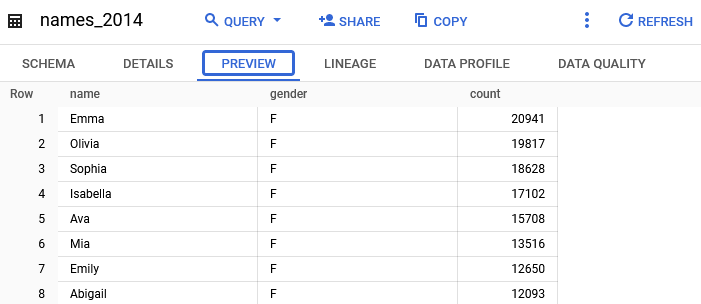 names_2014 QUERY SHARE COPY REFRESH
SCHEMA DETAILS PREVIEW LINEAGE DATA PROFILE DATA QUALITY
Row name gender count
1 Emma F 20941
2 Olivia F 19817
3 Sophia F 18628
4 Isabella F 17102
5 Ava F 15708
6 Mia F 13516
7 Emily F 12650
8 Abigail F 12093